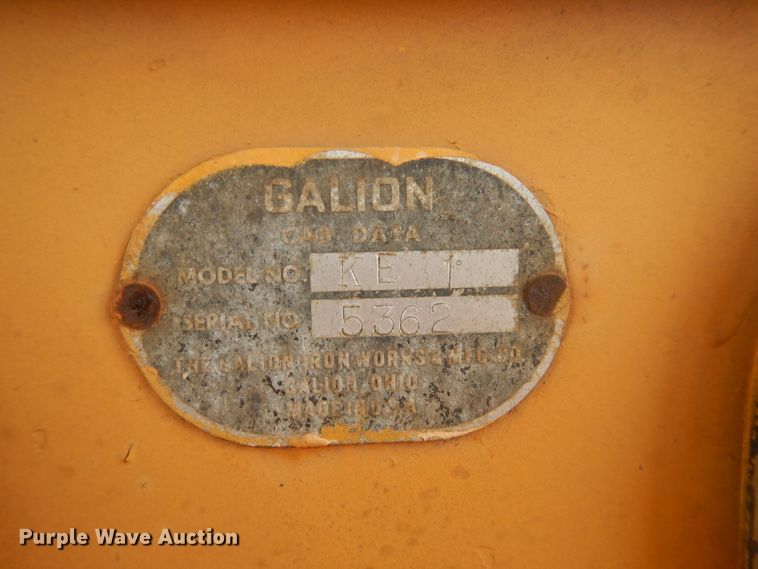 GALION
CAB DATA
MODEL NO. KE 1
SERIAL NO. 5362
THE GALION IRON WORKS & MFG. CO.
GALION, OHIO
MADE IN U.S.A.
Purple Wave Auction